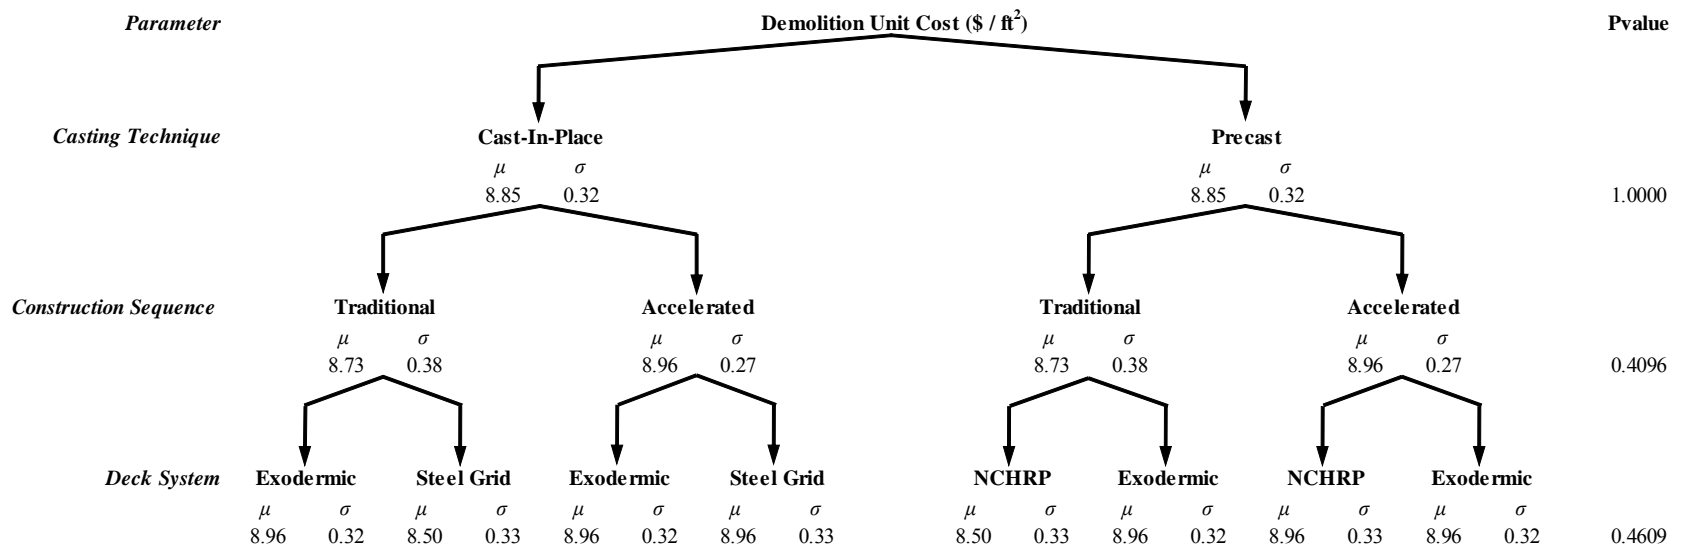 Parameter Demolition Unit Cost ($ / ft²) Pvalue
Casting Technique Cast-In-Place Precast
μ σ μ σ
8.85 0.32 8.85 0.32 1.0000
Construction Sequence Traditional Accelerated Traditional Accelerated
μ σ μ σ μ σ μ σ
8.73 0.38 8.96 0.27 8.73 0.38 8.96 0.27 0.4096
Deck System Exodermic Steel Grid Exodermic Steel Grid NCHRP Exodermic NCHRP Exodermic
μ σ μ σ μ σ μ σ μ σ μ σ μ σ μ σ
8.96 0.32 8.50 0.33 8.96 0.32 8.96 0.33 8.50 0.33 8.96 0.32 8.96 0.33 8.96 0.32 0.4609